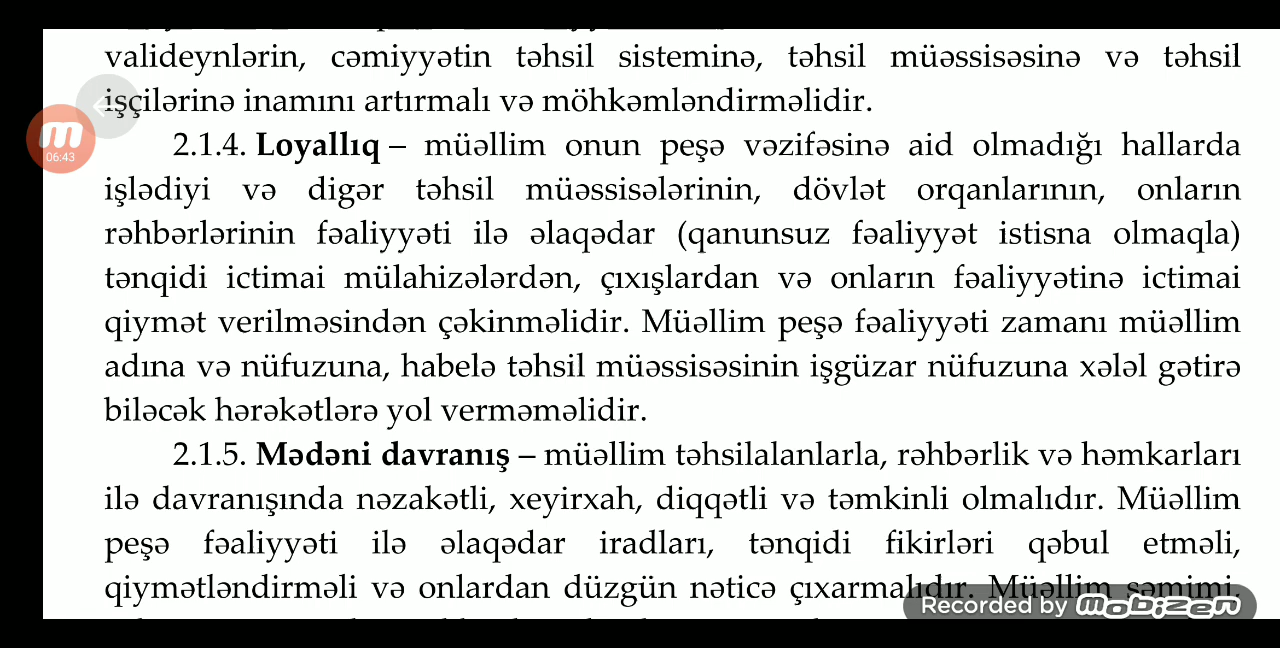 valideynlərin, cəmiyyətin təhsil sisteminə, təhsil müəssisəsinə və təhsil
işçilərinə inamını artırmalı və möhkəmləndirməlidir.
06:43
2.1.4. Loyallıq – müəllim onun peşə vəzifəsinə aid olmadığı hallarda
işlədiyi və digər təhsil müəssisələrinin, dövlət orqanlarının, onların
rəhbərlərinin fəaliyyəti ilə əlaqədar (qanunsuz fəaliyyət istisna olmaqla)
tənqidi ictimai mülahizələrdən, çıxışlardan və onların fəaliyyətinə ictimai
qiymət verilməsindən çəkinməlidir. Müəllim peşə fəaliyyəti zamanı müəllim
adına və nüfuzuna, habelə təhsil müəssisəsinin işgüzar nüfuzuna xələl gətirə
biləcək hərəkətlərə yol verməməlidir.
2.1.5. Mədəni davranış – müəllim təhsilalanlarla, rəhbərlik və həmkarları
ilə davranışında nəzakətli, xeyirxah, diqqətli və təmkinli olmalıdır. Müəllim
peşə fəaliyyəti ilə əlaqədar iradları, tənqidi fikirləri qəbul etməli,
qiymətləndirməli və onlardan düzgün nəticə çıxarmalıdır. Müəllim səmimi,
Recorded by Mobizen